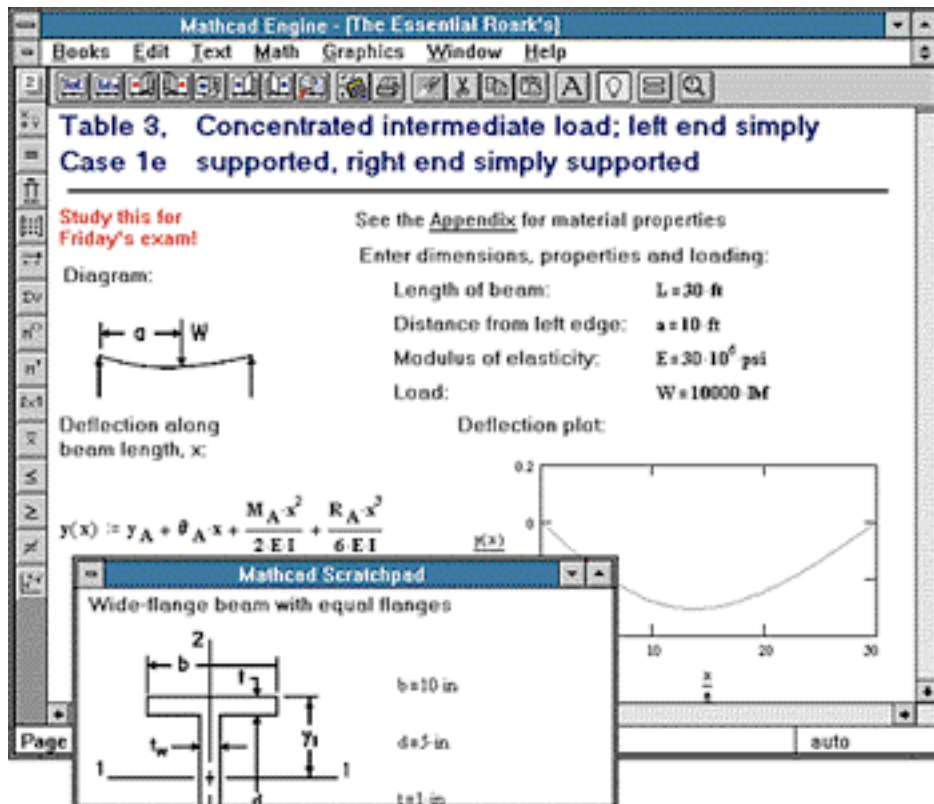 Mathcad Engine - [The Essential Roark's]
Books Edit Text Math Graphics Window Help
Table 3, Concentrated intermediate load; left end simply
Case 1e supported, right end simply supported
Study this for
Friday's exam!
See the Appendix for material properties
Enter dimensions, properties and loading:
Diagram:
Length of beam: L = 30·ft
Distance from left edge: a = 10·ft
Modulus of elasticity: E = 30·10⁶·psi
Load: W = 10000·lbf
a W
Deflection along
beam length, x:
Deflection plot:
y(x) := y_A + θ_A·x + M_A·x²/2·E·I + R_A·x³/6·E·I
0.2
0
y(x)
10 20 30
x
Mathcad Scratchpad
Wide-flange beam with equal flanges
2
b
t
b = 10·in
t_w
y₁
d = 5·in
1 1
d
t = 1·in
Page
auto